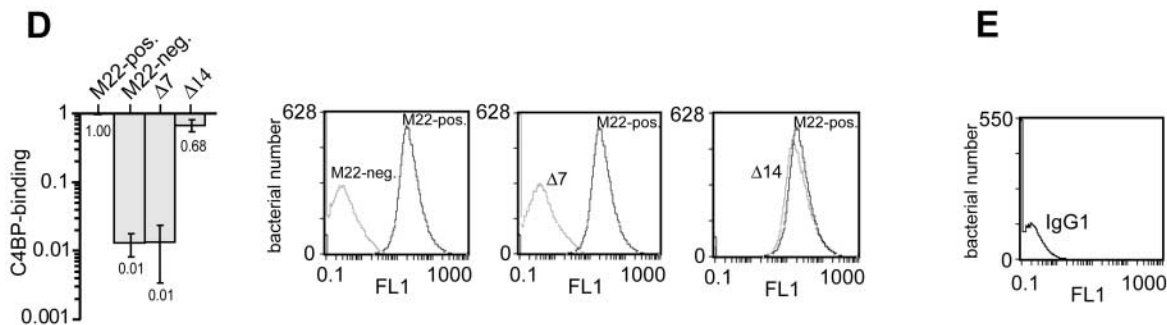 D
E
M22-pos.
M22-neg.
Δ7
Δ14
C4BP-binding
1
0.1
0.01
0.001
1.00
0.01
0.01
0.68
bacterial number
628
0
M22-pos.
M22-neg.
0.1 1000
FL1
628
0
M22-pos.
Δ7
0.1 1000
FL1
628
0
M22-pos.
Δ14
0.1 1000
FL1
bacterial number
550
0
IgG1
0.1 1000
FL1